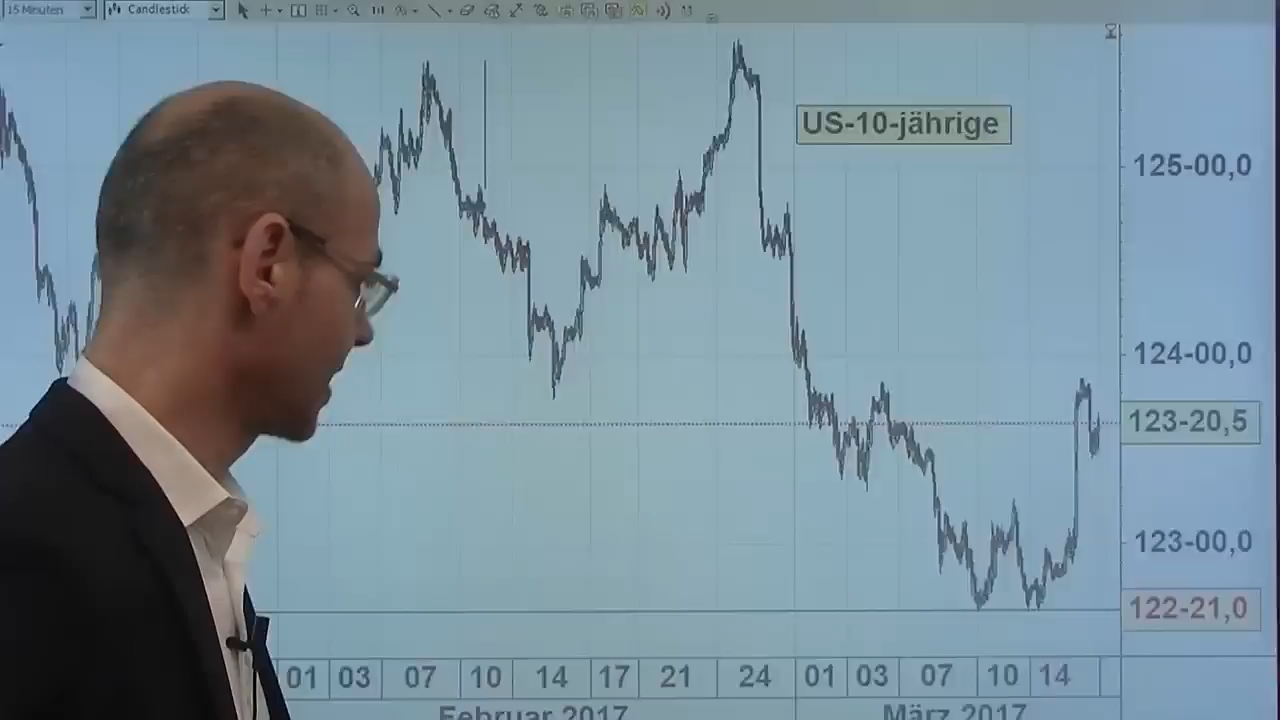 15 Minuten Candlestick
US-10-jährige
125-00,0
124-00,0
123-20,5
123-00,0
122-21,0
01 03 07 10 14 17 21 24 01 03 07 10 14
Februar 2017 März 2017